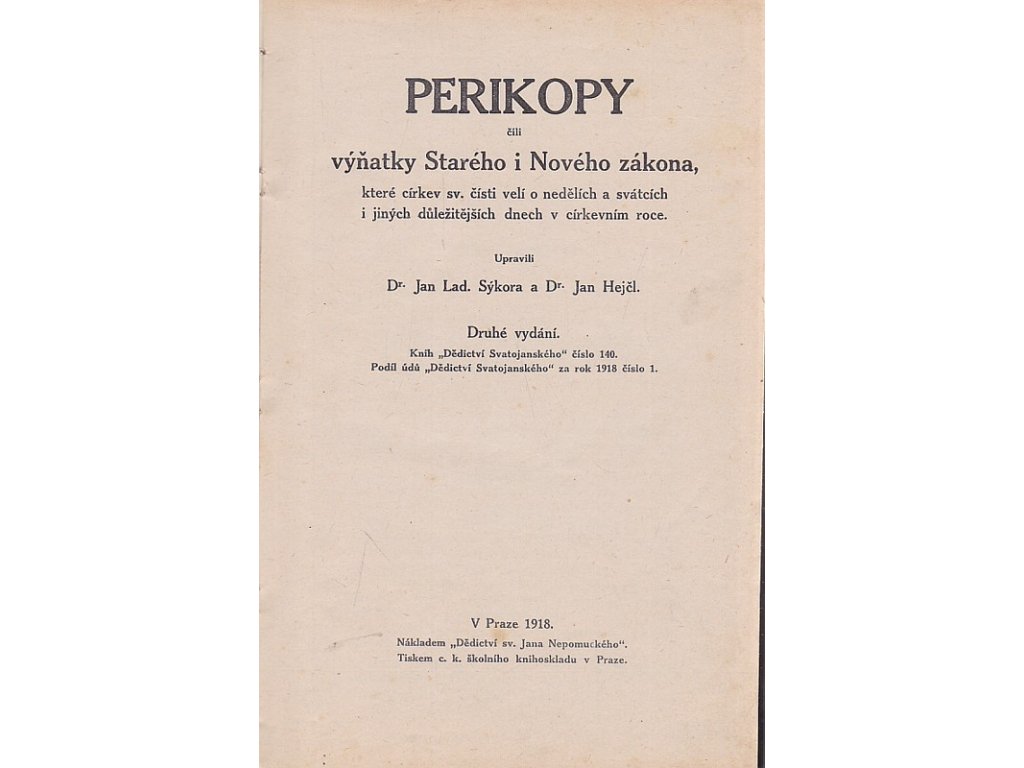 PERIKOPY
čili
výňatky Starého i Nového zákona,
které církev sv. čísti velí o nedělích a svátcích
i jiných důležitějších dnech v církevním roce.
Upravili
Dr. Jan Lad. Sýkora a Dr. Jan Hejčl.
Druhé vydání.
Knih „Dědictví Svatojanského“ číslo 140.
Podíl údů „Dědictví Svatojanského“ za rok 1918 číslo 1.
V Praze 1918.
Nákladem „Dědictví sv. Jana Nepomuckého“.
Tiskem c. k. školního knihoskladu v Praze.